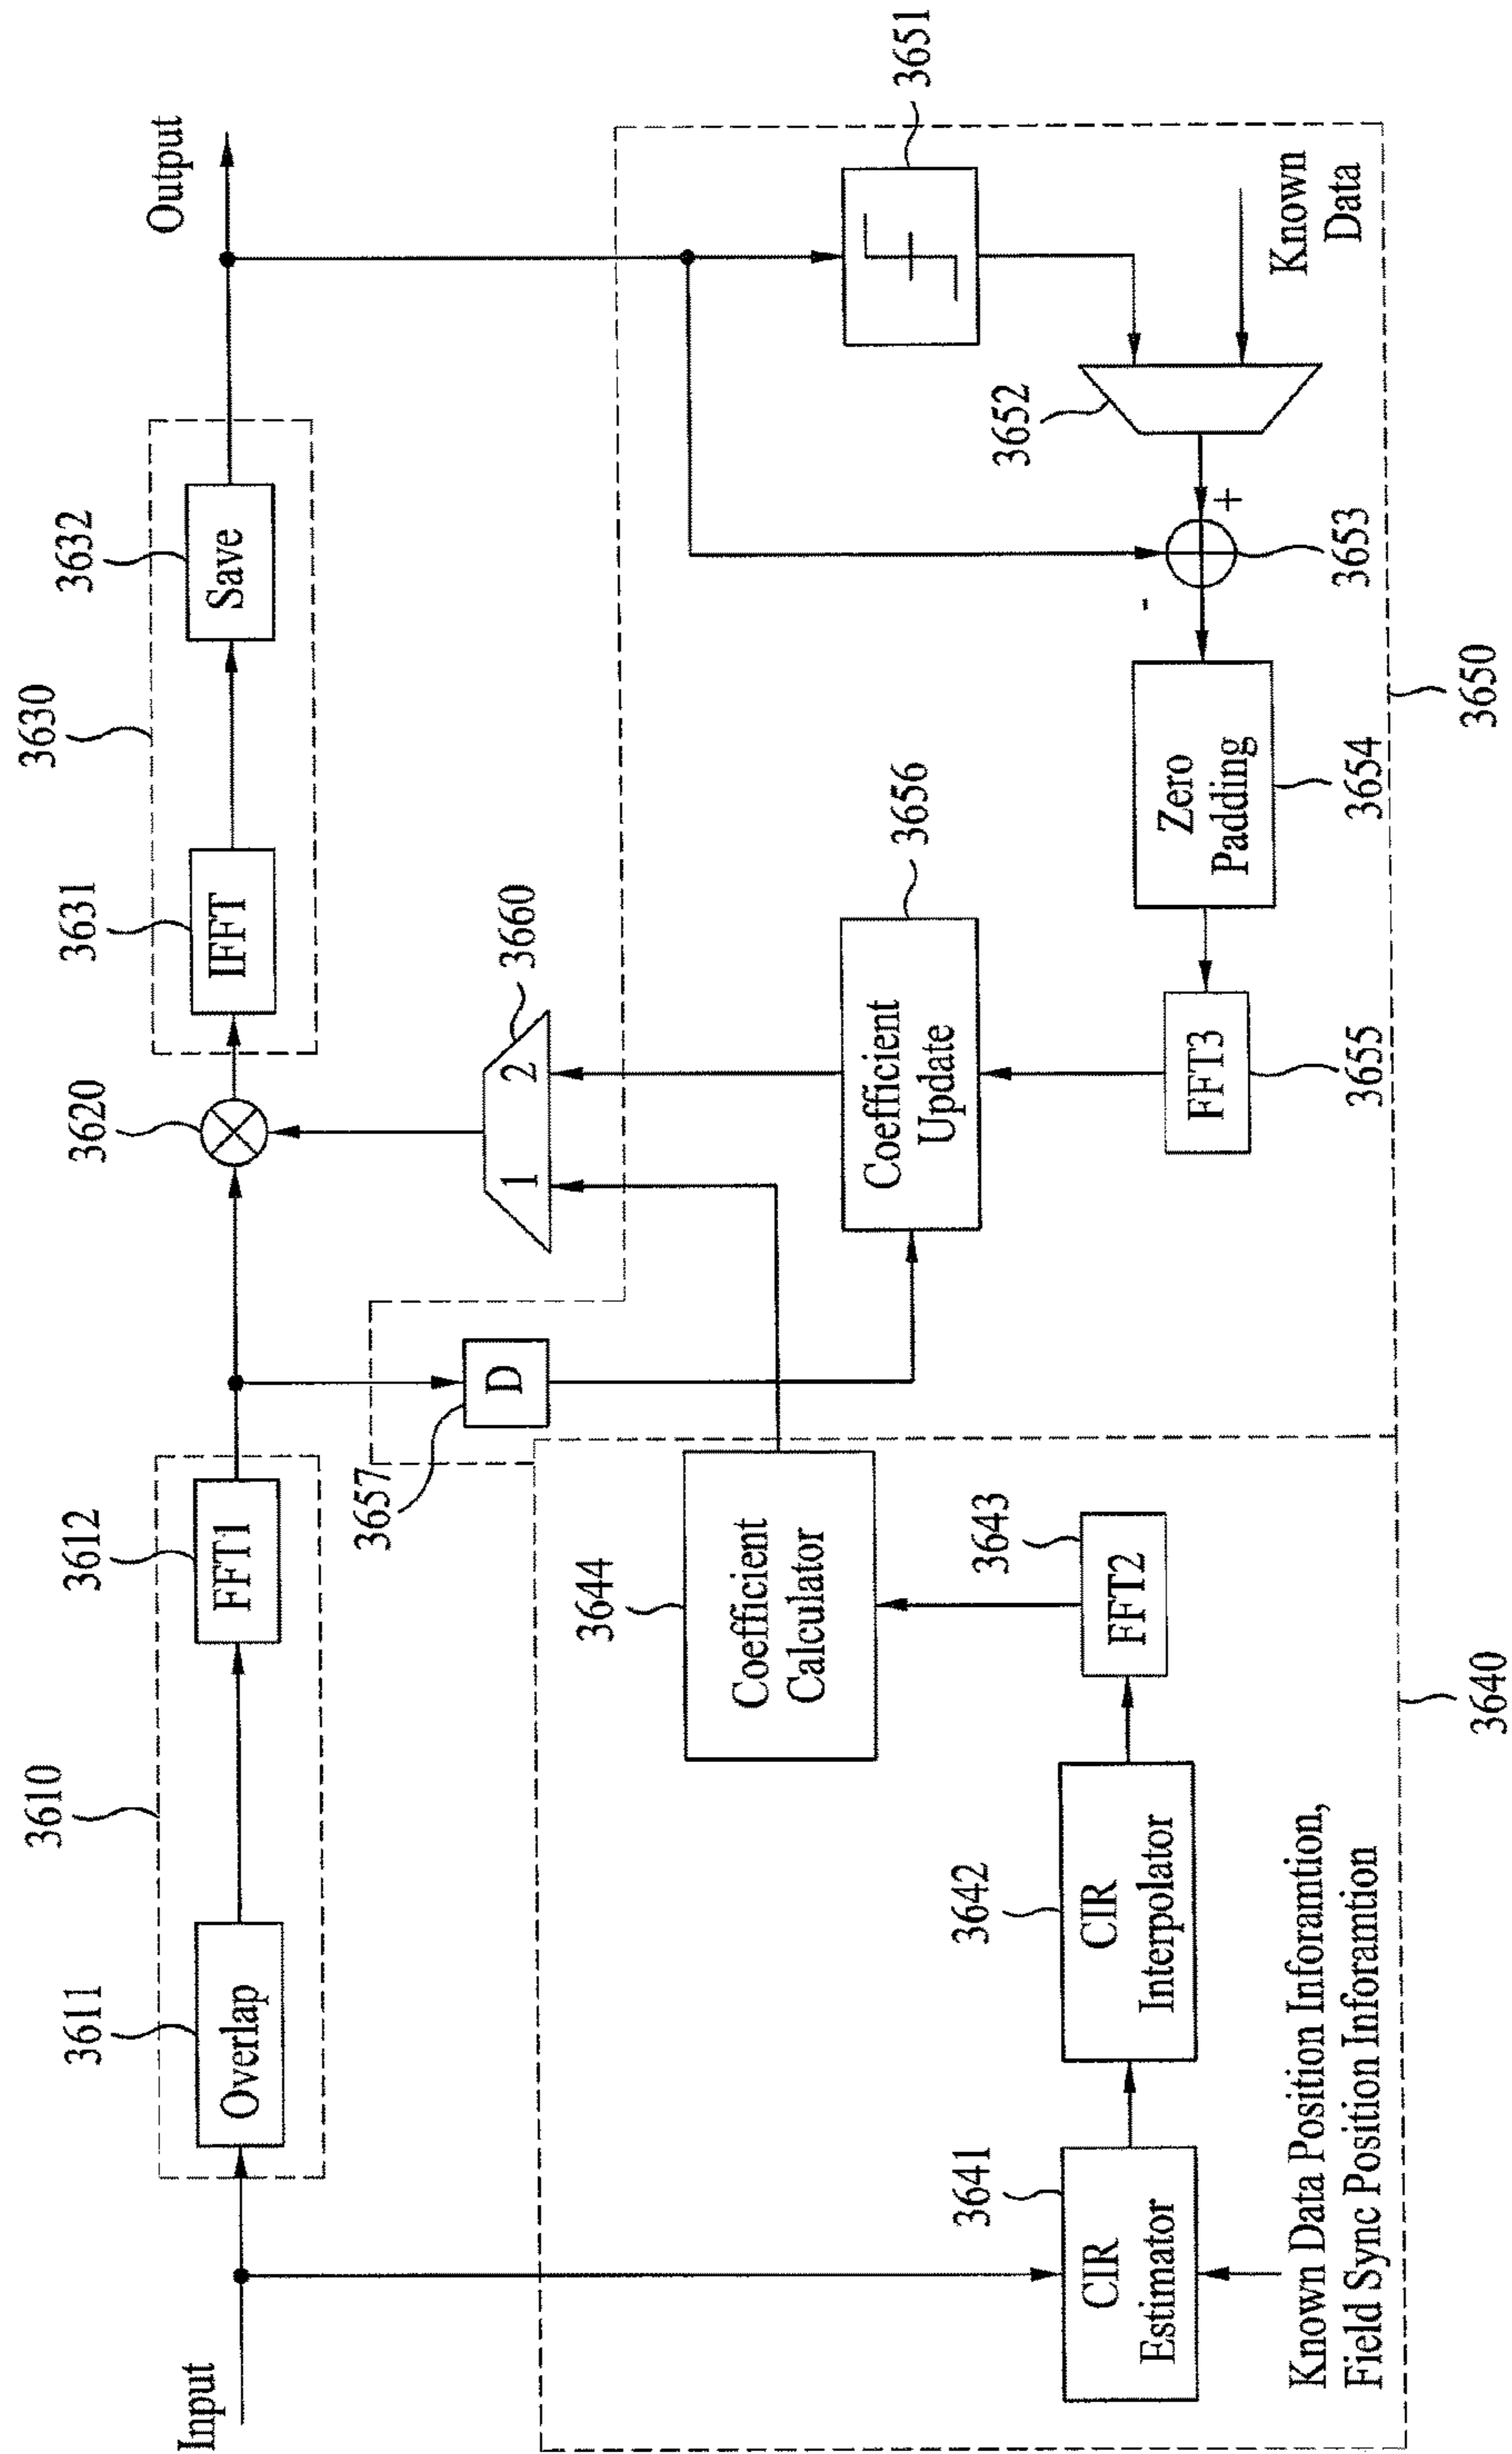 Input
Output
3610
3611
Overlap
3612
FFT1
3620
3630
3631
IFFT
3632
Save
3657
D
3660
1
2
3640
3641
CIR
Estimator
3642
CIR
Interpolator
3643
FFT2
3644
Coefficient
Calculator
Known Data Position Inforamtion,
Field Sync Position Inforamtion
3650
3651
3652
Known
Data
3653
+
-
3654
Zero
Padding
3655
FFT3
3656
Coefficient
Update